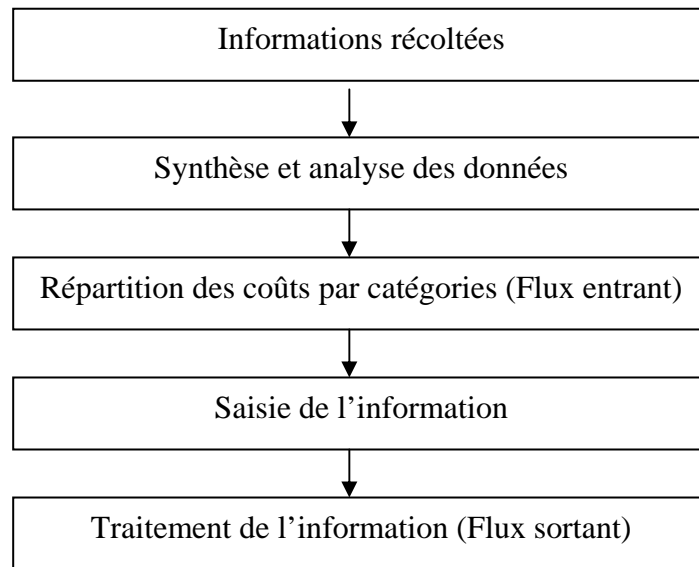 Informations récoltées
Synthèse et analyse des données
Répartition des coûts par catégories (Flux entrant)
Saisie de l’information
Traitement de l’information (Flux sortant)